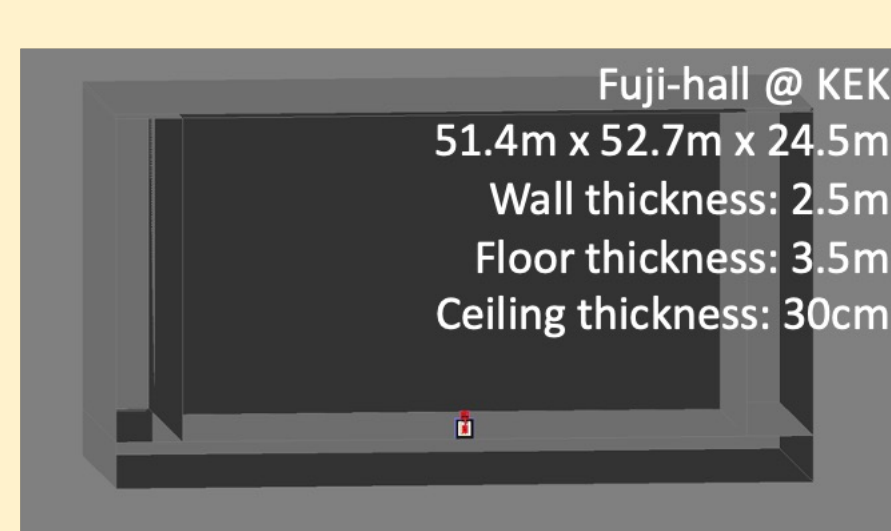 Fuji-hall @ KEK
51.4m x 52.7m x 24.5m
Wall thickness: 2.5m
Floor thickness: 3.5m
Ceiling thickness: 30cm